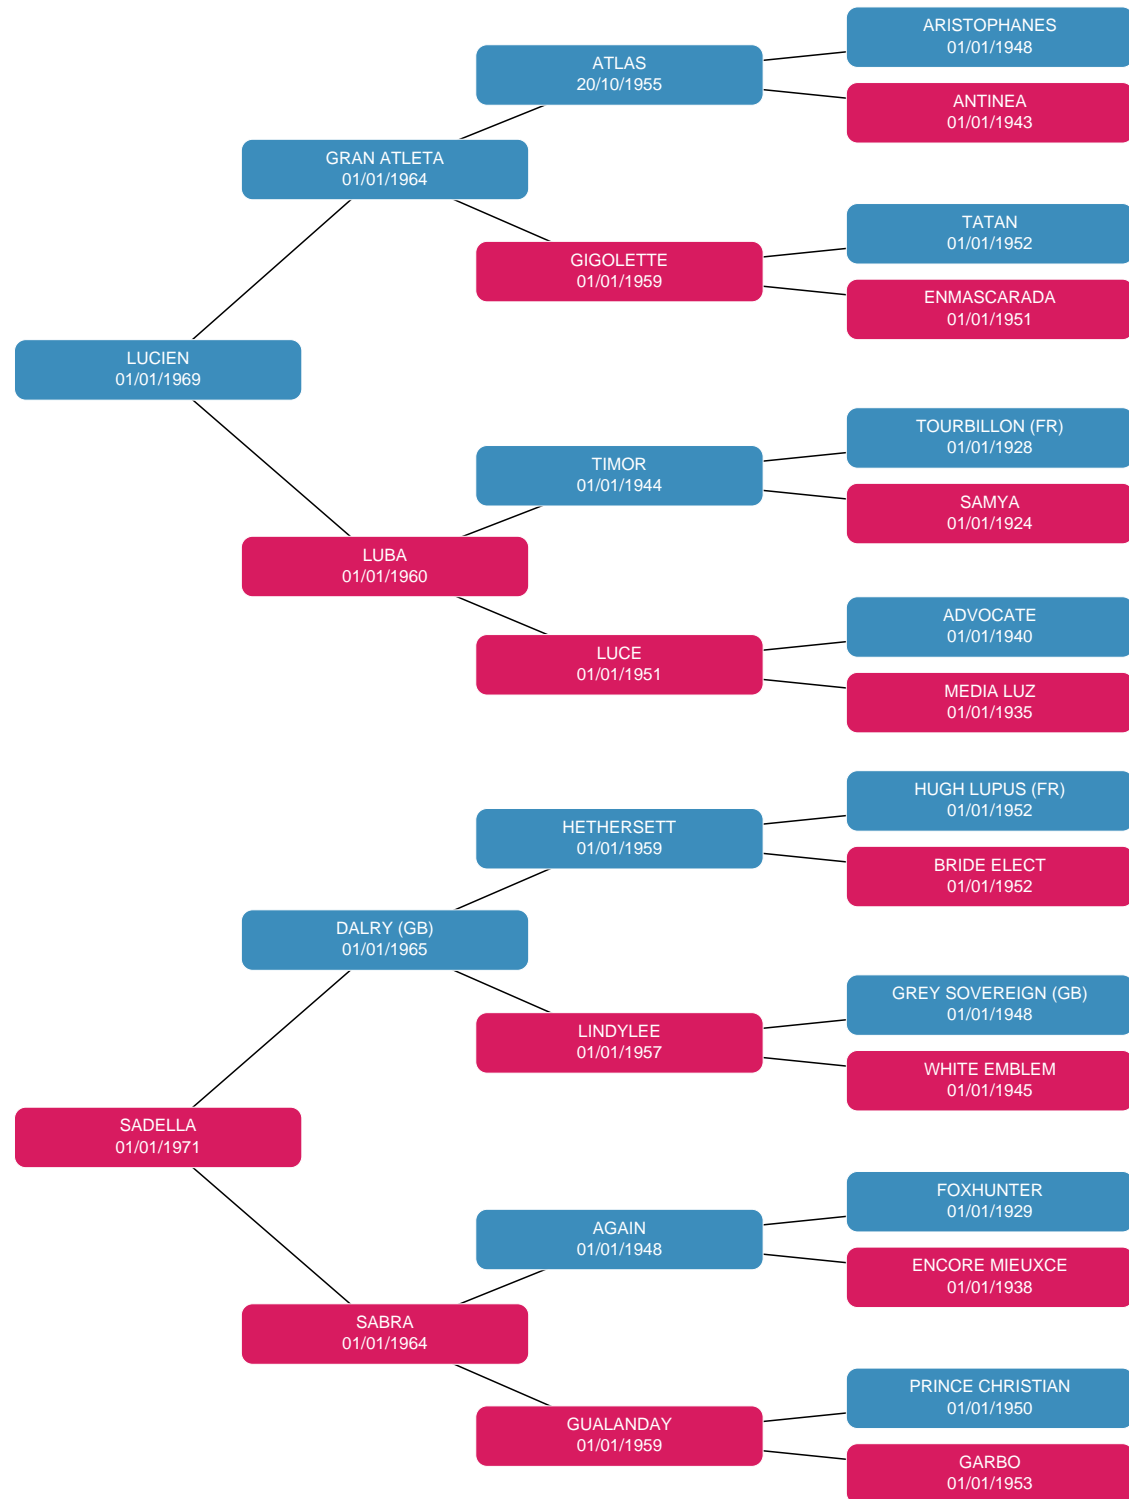 ARISTOPHANES
01/01/1948
ATLAS
20/10/1955
ANTINEA
01/01/1943
GRAN ATLETA
01/01/1964
TATAN
01/01/1952
GIGOLETTE
01/01/1959
ENMASCARADA
01/01/1951
LUCIEN
01/01/1969
TOURBILLON (FR)
01/01/1928
TIMOR
01/01/1944
SAMYA
01/01/1924
LUBA
01/01/1960
ADVOCATE
01/01/1940
LUCE
01/01/1951
MEDIA LUZ
01/01/1935
HUGH LUPUS (FR)
01/01/1952
HETHERSETT
01/01/1959
BRIDE ELECT
01/01/1952
DALRY (GB)
01/01/1965
GREY SOVEREIGN (GB)
01/01/1948
LINDYLEE
01/01/1957
WHITE EMBLEM
01/01/1945
SADELLA
01/01/1971
FOXHUNTER
01/01/1929
AGAIN
01/01/1948
ENCORE MIEUXCE
01/01/1938
SABRA
01/01/1964
PRINCE CHRISTIAN
01/01/1950
GUALANDAY
01/01/1959
GARBO
01/01/1953